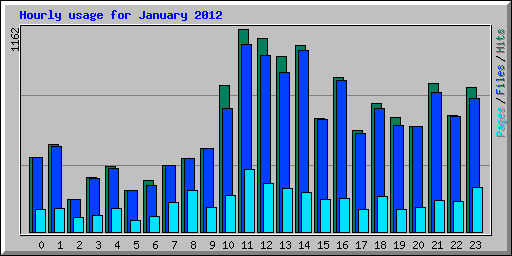 Hourly usage for January 2012
1162
Pages/Files/Hits
0 1 2 3 4 5 6 7 8 9 10 11 12 13 14 15 16 17 18 19 20 21 22 23